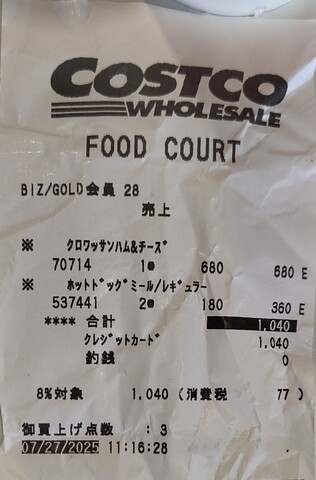 COSTCO
WHOLESALE
FOOD COURT
BIZ/GOLD会員 28
売上
※ クロワッサンハム&チーズ
70714 1@ 680 680 E
※ ホットドッグミール/レギュラー
537441 2@ 180 360 E
**** 合計 1,040
クレジットカード 1,040
釣銭 0
8%対象 1,040 (消費税 77 )
御買上げ点数 : 3
07/27/2025 11:16:28